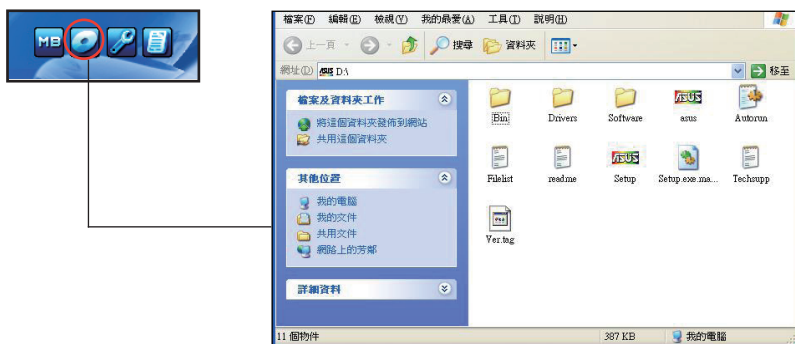 MB
檔案(F) 編輯(E) 檢視(V) 我的最愛(A) 工具(T) 說明(H)
上一頁 搜尋 資料夾
網址(D) D:\ 移至
檔案及資料夾工作
將這個資料夾發佈到網站
共用這個資料夾
其他位置
我的電腦
我的文件
共用文件
網路上的芳鄰
詳細資料
Bin Drivers Software asus Autorun
Filelist readme Setup Setup.exe.ma... Techsupp
Ver.tag
11 個物件 387 KB 我的電腦